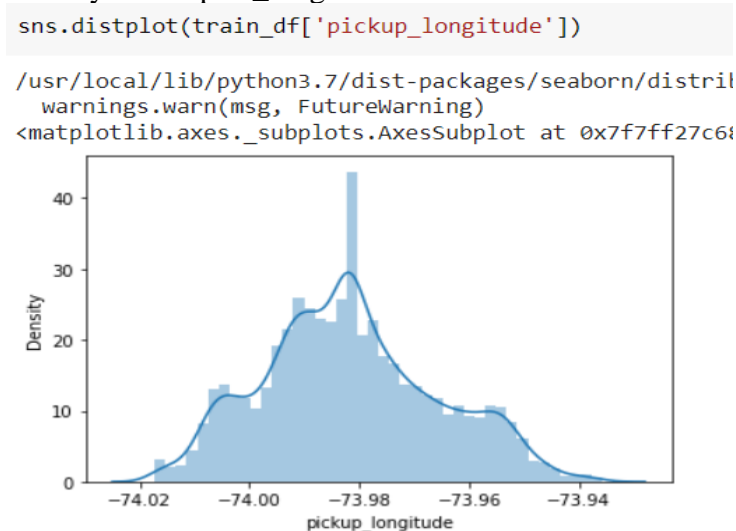 sns.distplot(train_df['pickup_longitude'])
/usr/local/lib/python3.7/dist-packages/seaborn/distrib
warnings.warn(msg, FutureWarning)
<matplotlib.axes._subplots.AxesSubplot at 0x7f7ff27c68
40
30
20
10
0
Density
−74.02 −74.00 −73.98 −73.96 −73.94
pickup_longitude